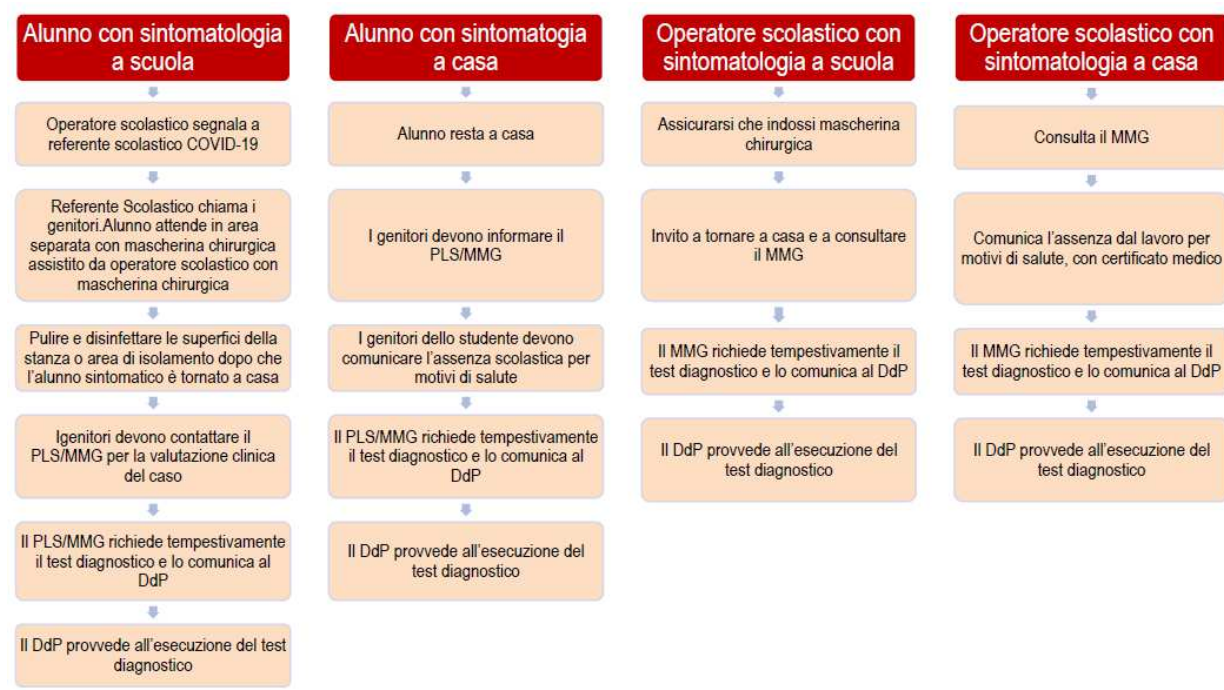 Alunno con sintomatologia
a scuola
Operatore scolastico segnala a
referente scolastico COVID-19
Referente Scolastico chiama i
genitori.Alunno attende in area
separata con mascherina chirurgica
assistito da operatore scolastico con
mascherina chirurgica
Pulire e disinfettare le superfici della
stanza o area di isolamento dopo che
l'alunno sintomatico è tornato a casa
Igenitori devono contattare il
PLS/MMG per la valutazione clinica
del caso
Il PLS/MMG richiede tempestivamente
il test diagnostico e lo comunica al
DdP
Il DdP provvede all'esecuzione del test
diagnostico
Alunno con sintomatogia
a casa
Alunno resta a casa
I genitori devono informare il
PLS/MMG
I genitori dello studente devono
comunicare l'assenza scolastica per
motivi di salute
Il PLS/MMG richiede tempestivamente
il test diagnostico e lo comunica al
DdP
Il DdP provvede all'esecuzione del
test diagnostico
Operatore scolastico con
sintomatologia a scuola
Assicurarsi che indossi mascherina
chirurgica
Invito a tornare a casa e a consultare
il MMG
Il MMG richiede tempestivamente il
test diagnostico e lo comunica al DdP
Il DdP provvede all'esecuzione del
test diagnostico
Operatore scolastico con
sintomatologia a casa
Consulta il MMG
Comunica l'assenza dal lavoro per
motivi di salute, con certificato medico
Il MMG richiede tempestivamente il
test diagnostico e lo comunica al DdP
Il DdP provvede all'esecuzione del
test diagnostico